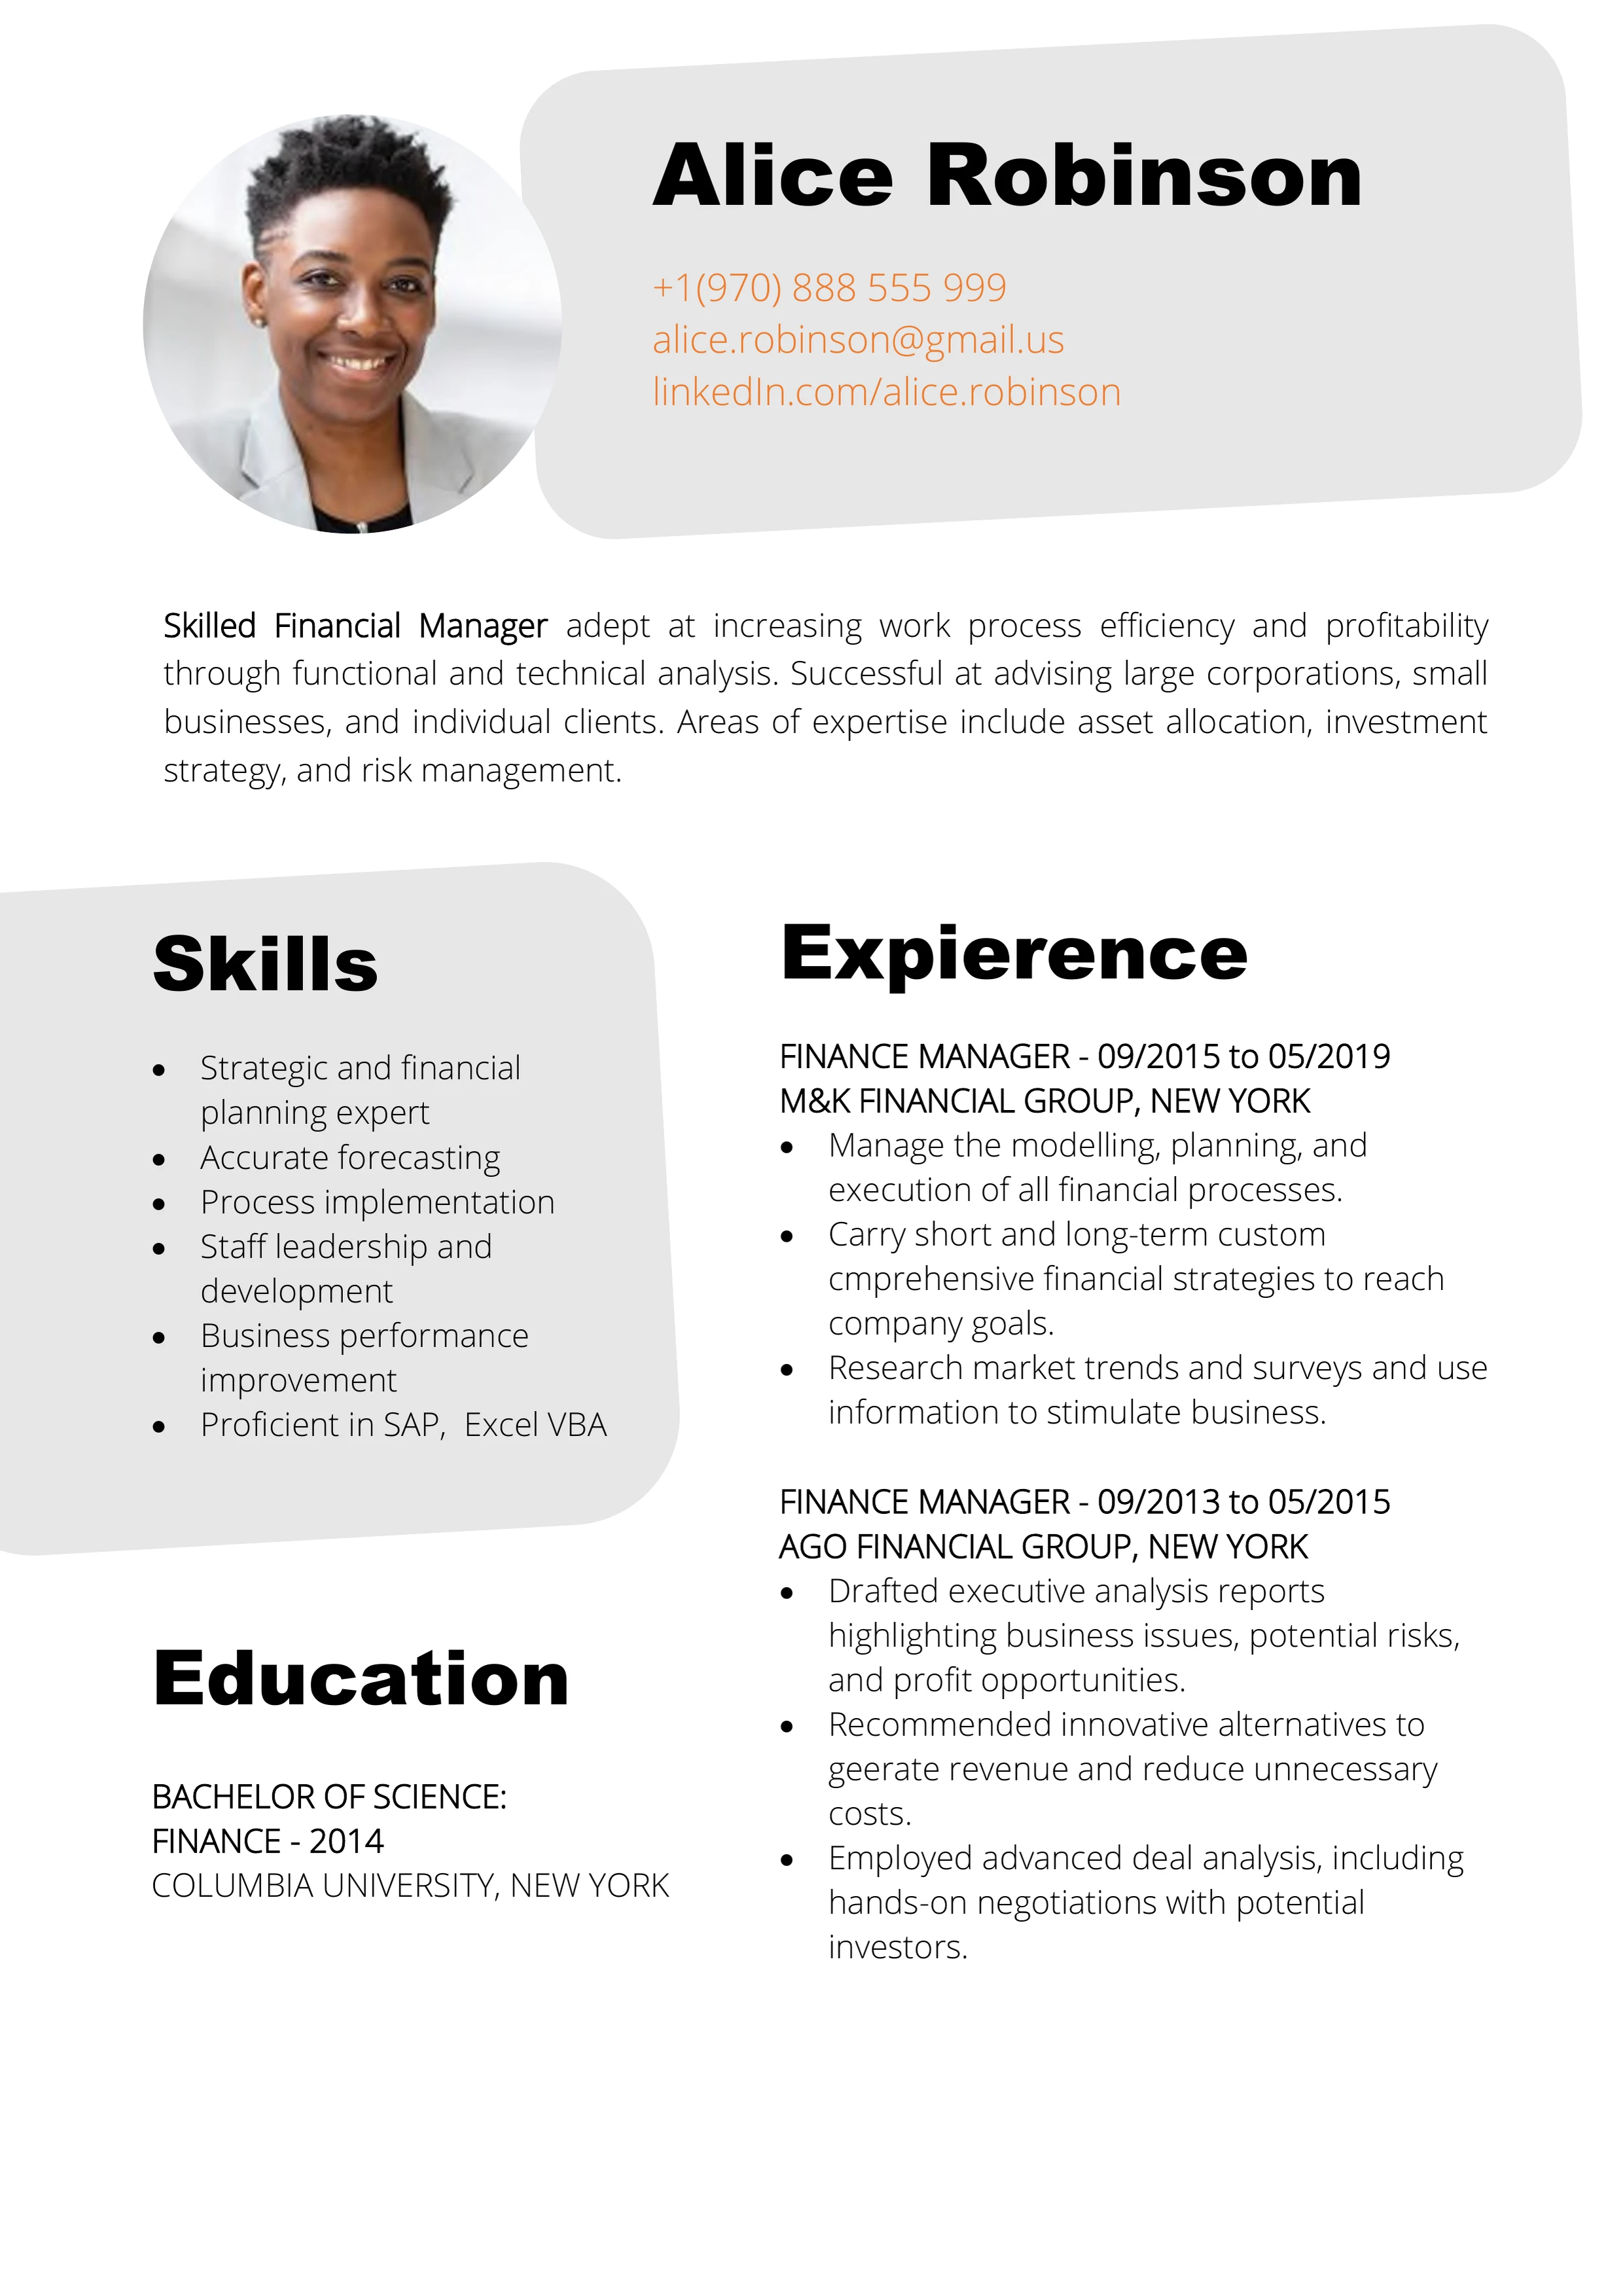 Alice Robinson
+1(970) 888 555 999
alice.robinson@gmail.us
linkedIn.com/alice.robinson
Skilled Financial Manager adept at increasing work process efficiency and profitability
through functional and technical analysis. Successful at advising large corporations, small
businesses, and individual clients. Areas of expertise include asset allocation, investment
strategy, and risk management.
Skills
• Strategic and financial
planning expert
• Accurate forecasting
• Process implementation
• Staff leadership and
development
• Business performance
improvement
• Proficient in SAP,  Excel VBA
Education
BACHELOR OF SCIENCE:
FINANCE - 2014
COLUMBIA UNIVERSITY, NEW YORK
Expierence
FINANCE MANAGER - 09/2015 to 05/2019
M&K FINANCIAL GROUP, NEW YORK
• Manage the modelling, planning, and
execution of all financial processes.
• Carry short and long-term custom
cmprehensive financial strategies to reach
company goals.
• Research market trends and surveys and use
information to stimulate business.
FINANCE MANAGER - 09/2013 to 05/2015
AGO FINANCIAL GROUP, NEW YORK
• Drafted executive analysis reports
highlighting business issues, potential risks,
and profit opportunities.
• Recommended innovative alternatives to
geerate revenue and reduce unnecessary
costs.
• Employed advanced deal analysis, including
hands-on negotiations with potential
investors.